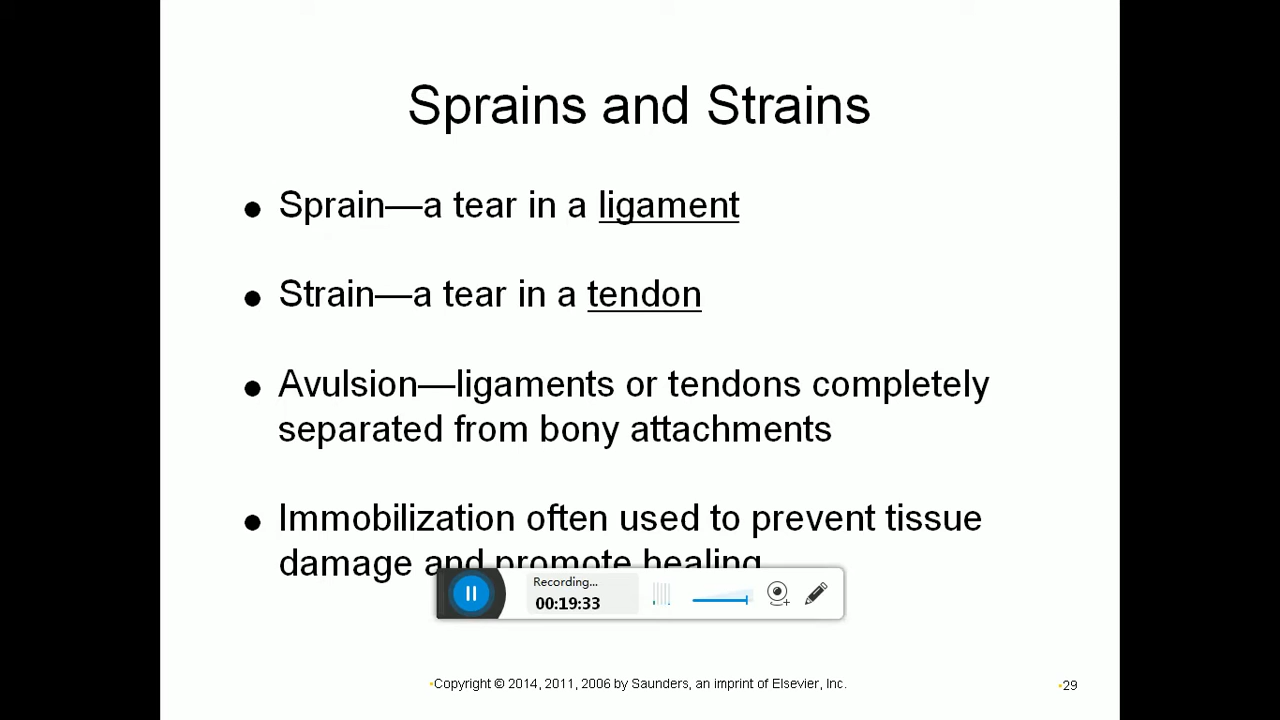 Sprains and Strains
● Sprain—a tear in a ligament
● Strain—a tear in a tendon
● Avulsion—ligaments or tendons completely
separated from bony attachments
● Immobilization often used to prevent tissue
damage and promote healing
Recording...
00:19:33
•Copyright © 2014, 2011, 2006 by Saunders, an imprint of Elsevier, Inc.
•29